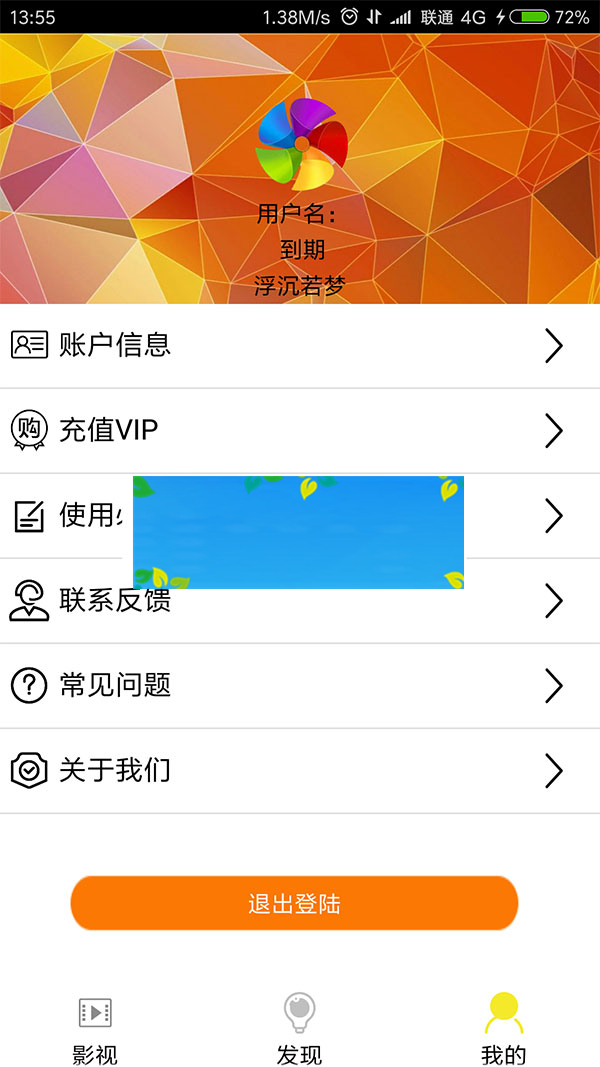 13:55 1.38M/s 联通 4G 72%
用户名：
到期
浮沉若梦
账户信息
购 充值VIP
使用
联系反馈
常见问题
关于我们
退出登陆
影视 发现 我的